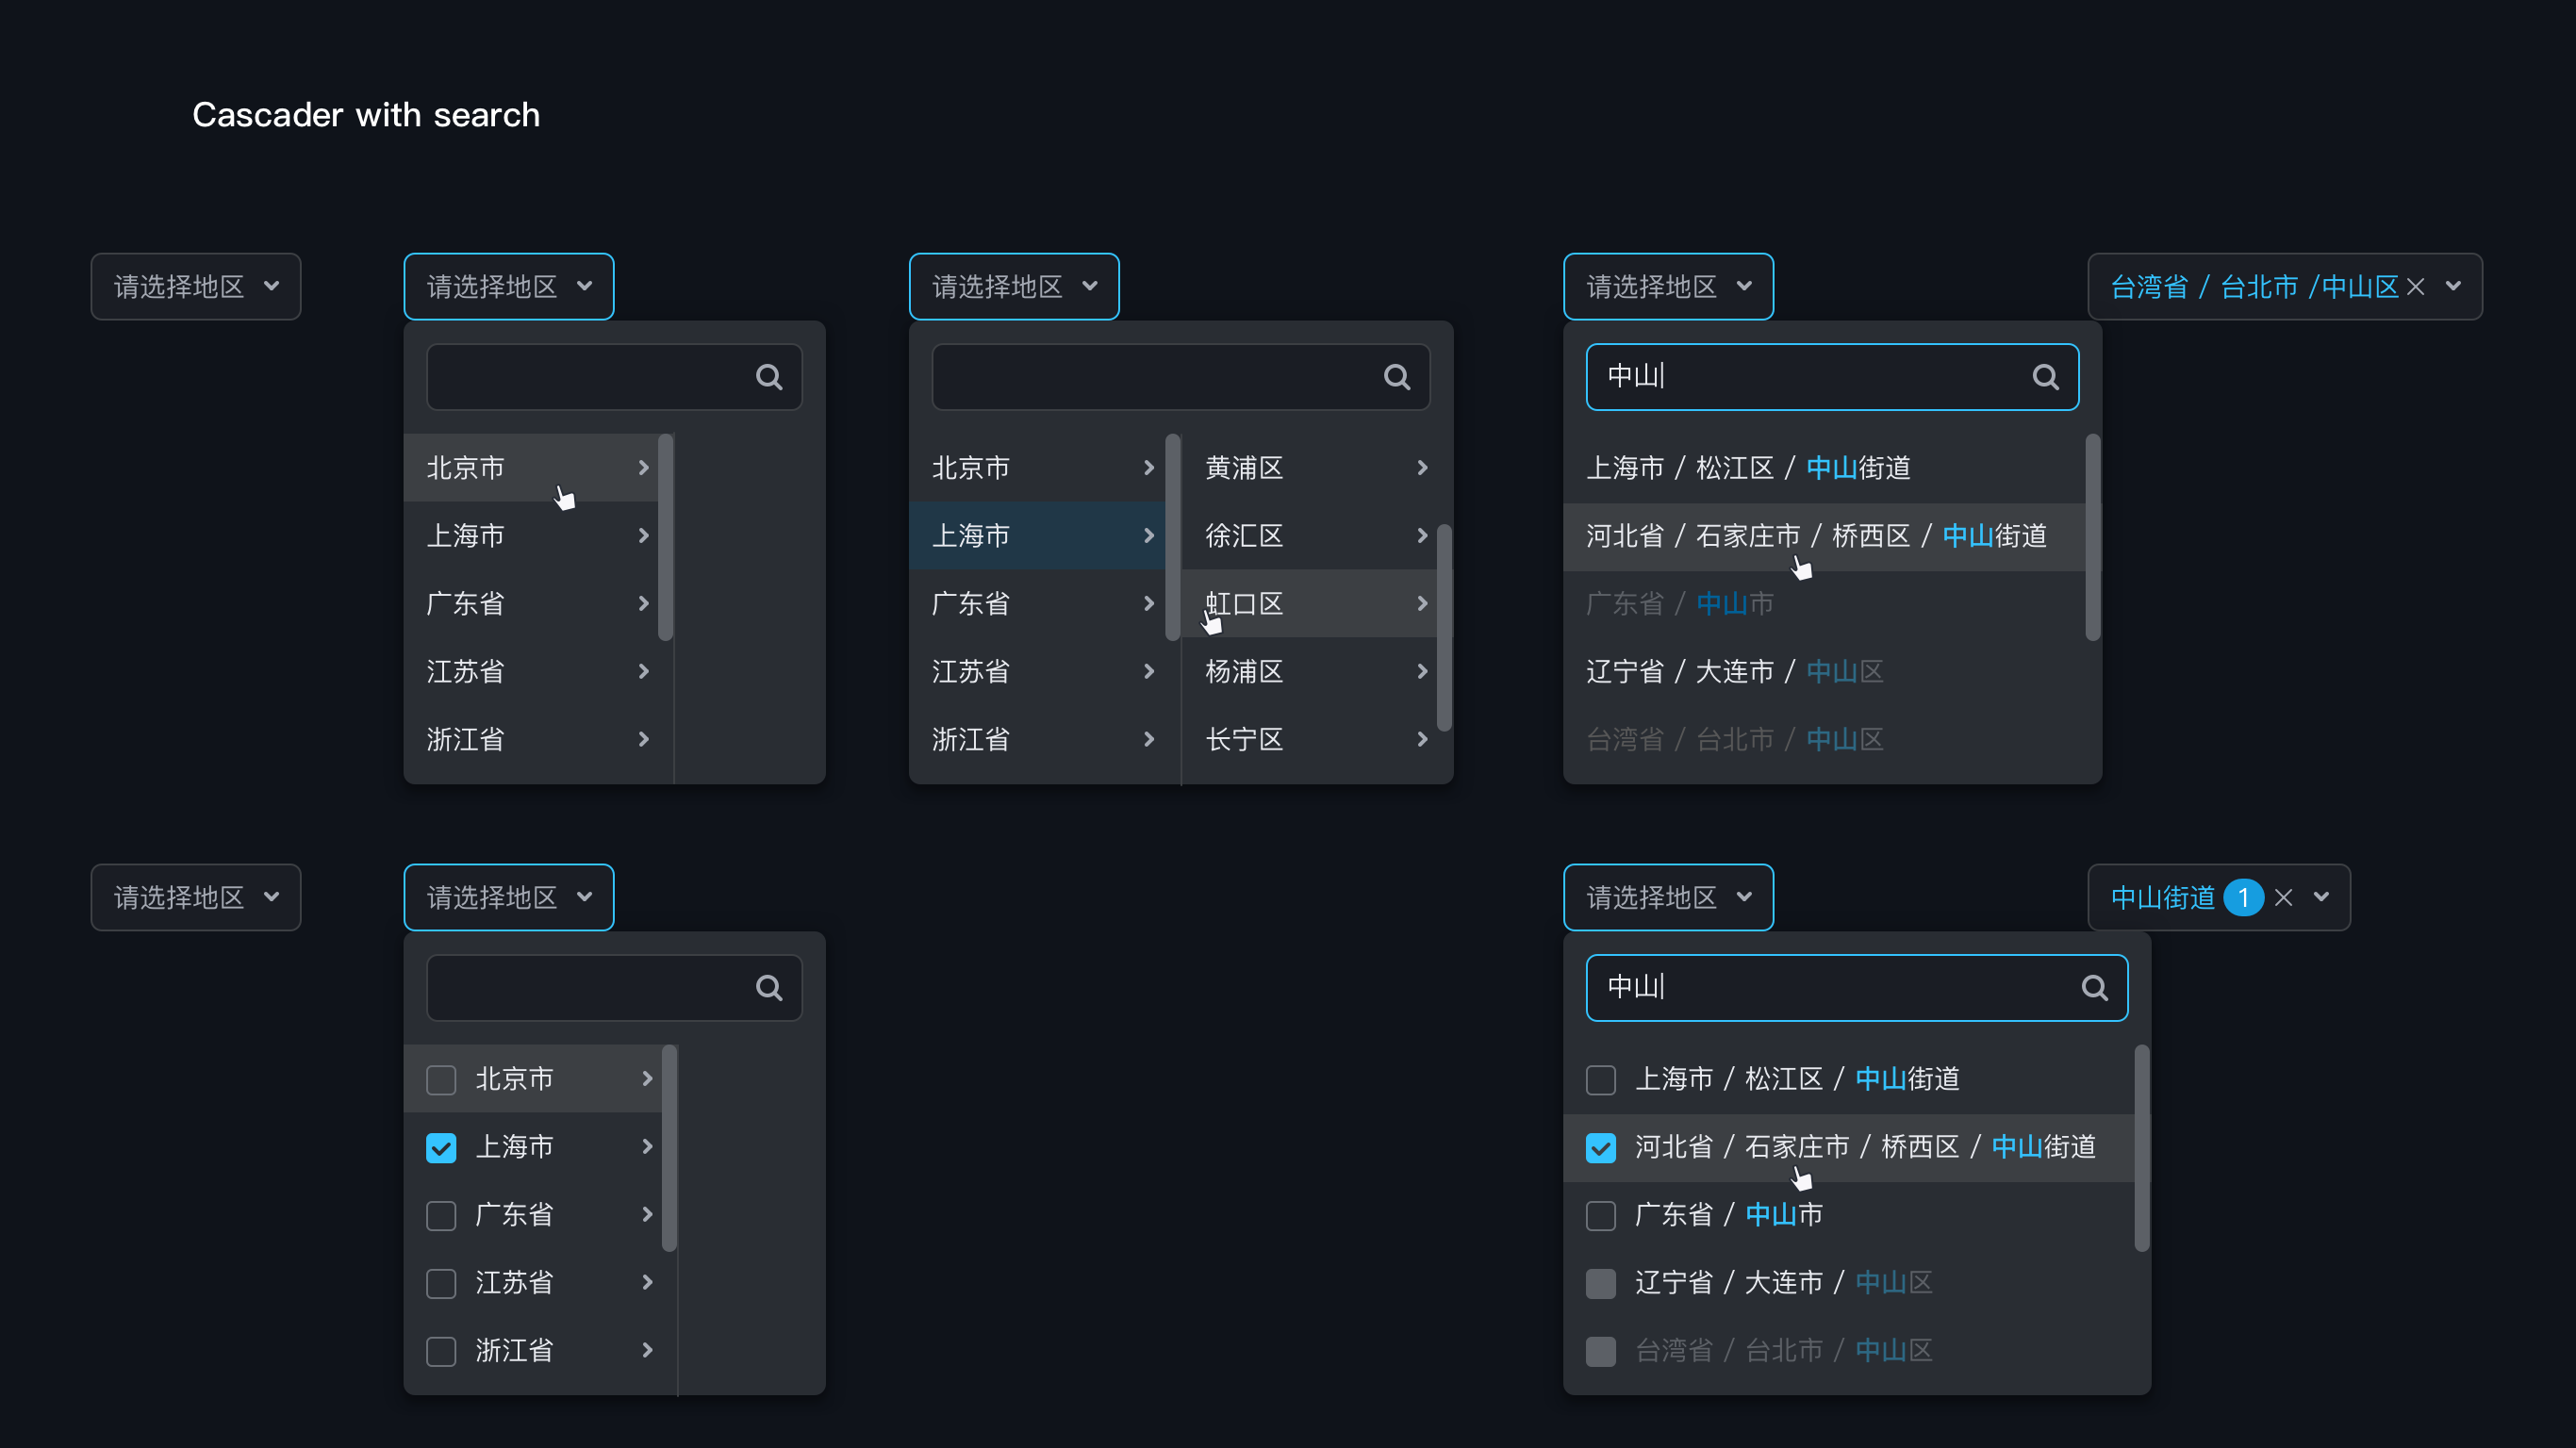 Cascader with search
请选择地区
请选择地区
北京市
上海市
广东省
江苏省
浙江省
请选择地区
北京市
上海市
广东省
江苏省
浙江省
黄浦区
徐汇区
虹口区
杨浦区
长宁区
请选择地区
中山
上海市 / 松江区 / 中山街道
河北省 / 石家庄市 / 桥西区 / 中山街道
广东省 / 中山市
辽宁省 / 大连市 / 中山区
台湾省 / 台北市 / 中山区
台湾省 / 台北市 /中山区
请选择地区
请选择地区
北京市
上海市
广东省
江苏省
浙江省
请选择地区
中山
上海市 / 松江区 / 中山街道
河北省 / 石家庄市 / 桥西区 / 中山街道
广东省 / 中山市
辽宁省 / 大连市 / 中山区
台湾省 / 台北市 / 中山区
中山街道 1